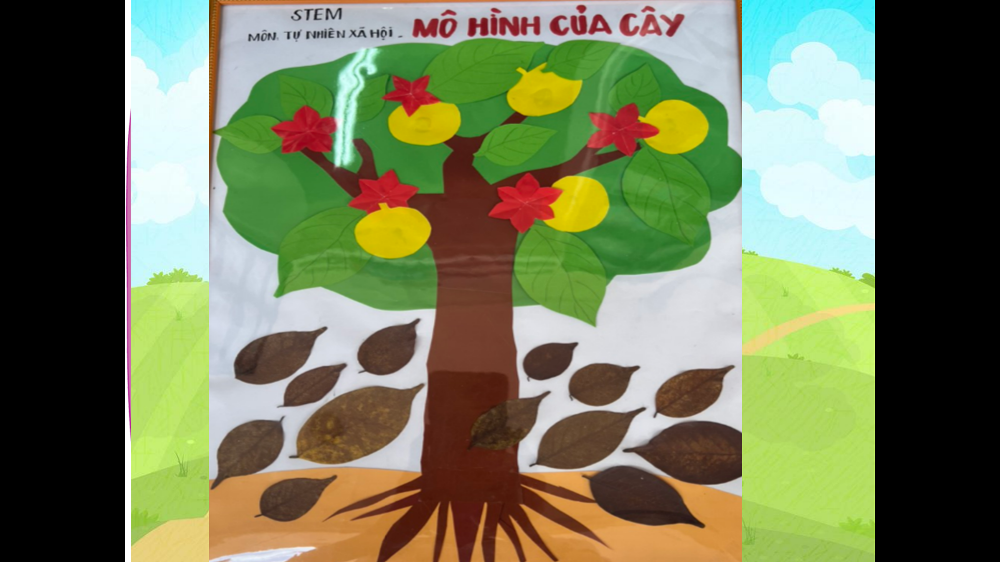 STEM
MÔN: TỰ NHIÊN XÃ HỘI - MÔ HÌNH CỦA CÂY